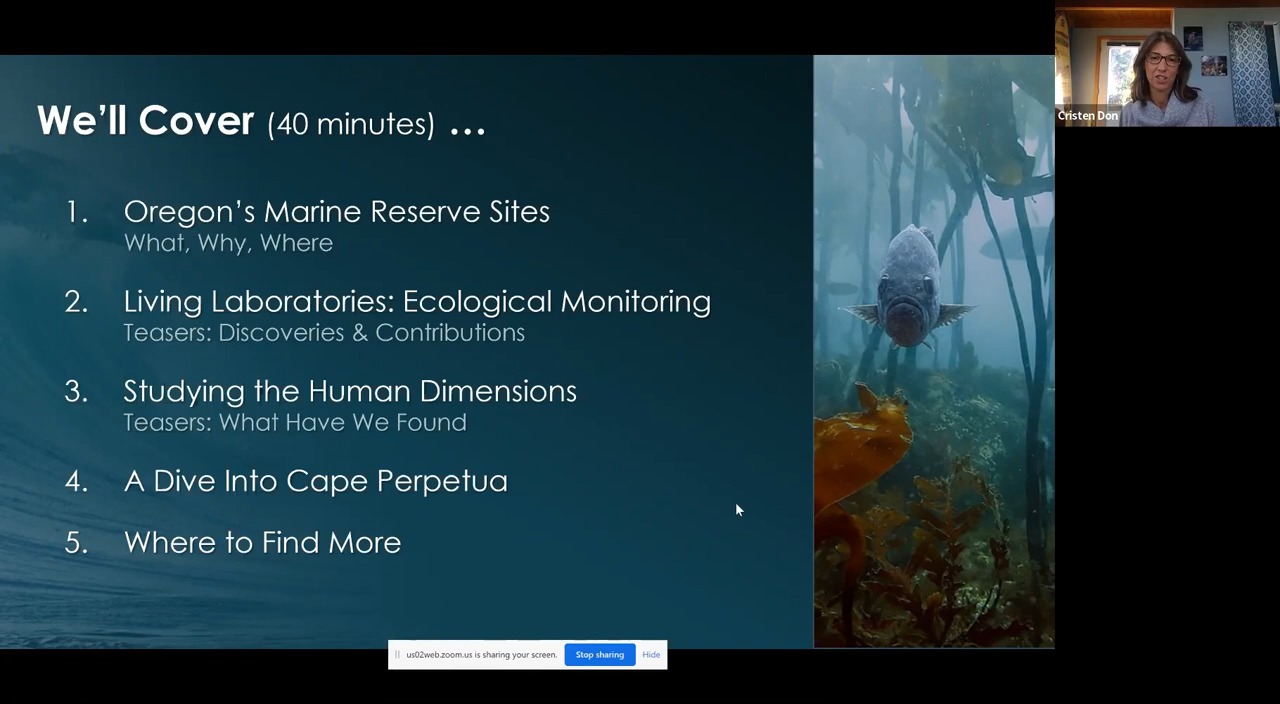 We'll Cover (40 minutes) ...
1. Oregon's Marine Reserve Sites
What, Why, Where
2. Living Laboratories: Ecological Monitoring
Teasers: Discoveries & Contributions
3. Studying the Human Dimensions
Teasers: What Have We Found
4. A Dive Into Cape Perpetua
5. Where to Find More
Cristen Don
us02web.zoom.us is sharing your screen. Stop sharing Hide